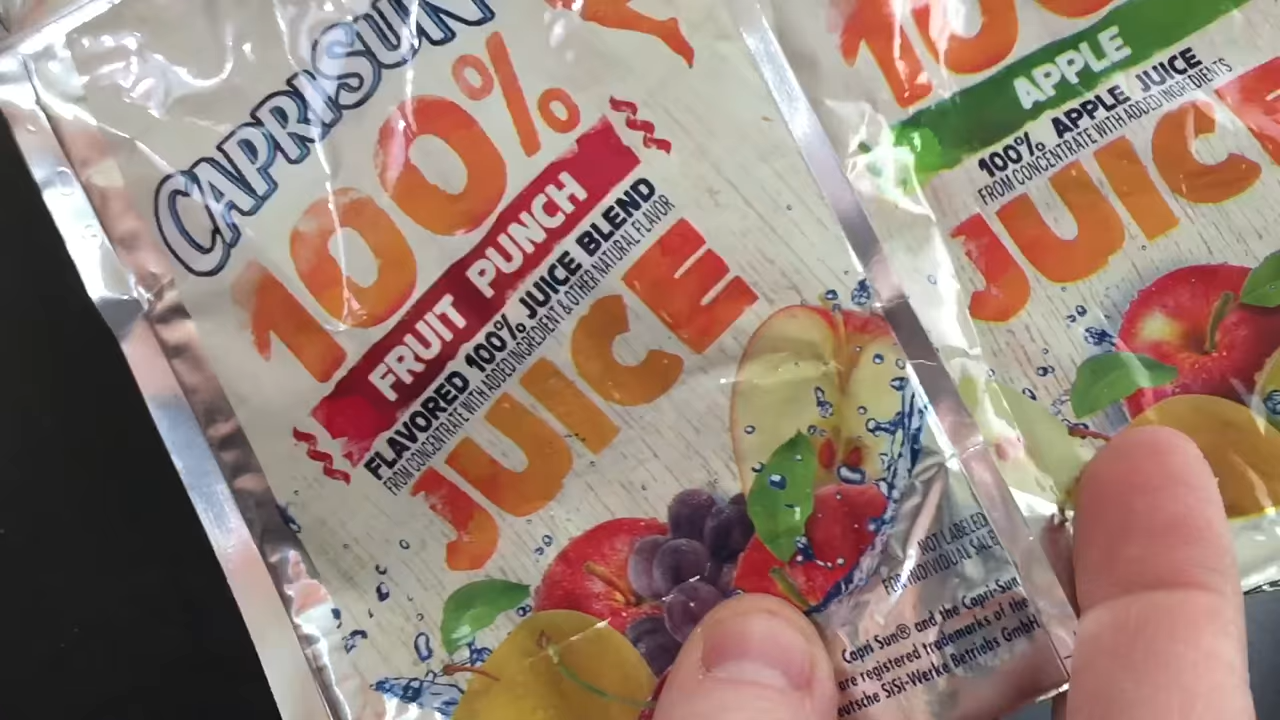 CAPRISUN
100%
FRUIT PUNCH
FLAVORED 100% JUICE BLEND
FROM CONCENTRATE WITH ADDED INGREDIENT & OTHER NATURAL FLAVOR
JUICE
NOT LABELED
FOR INDIVIDUAL SALE
Capri Sun® and the Capri-Sun
are registered trademarks of the
eutsche SiSi-Werke Betriebs GmbH
100
APPLE
100% APPLE JUICE
FROM CONCENTRATE WITH ADDED INGREDIENTS
JUICE